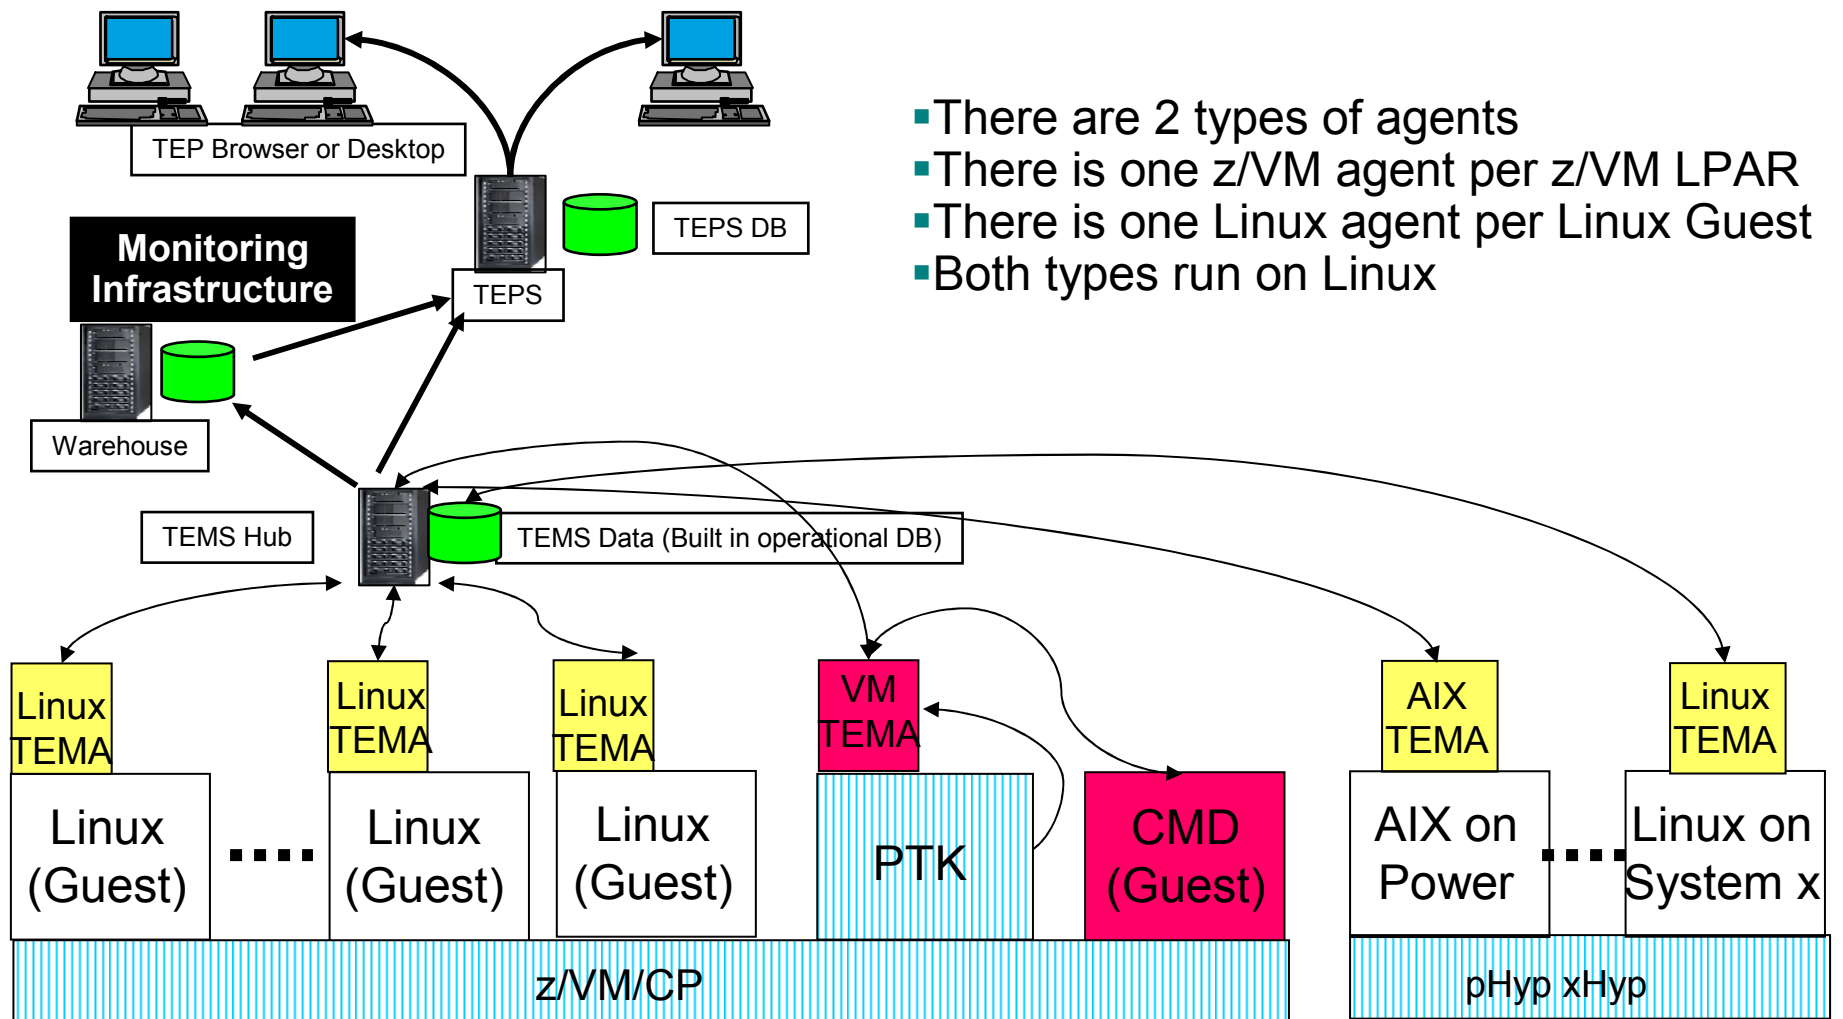 TEP Browser or Desktop
▪There are 2 types of agents
▪There is one z/VM agent per z/VM LPAR
▪There is one Linux agent per Linux Guest
▪Both types run on Linux
TEPS DB
Monitoring
Infrastructure
TEPS
Warehouse
TEMS Hub
TEMS Data (Built in operational DB)
Linux
TEMA
Linux
TEMA
Linux
TEMA
VM
TEMA
AIX
TEMA
Linux
TEMA
Linux
(Guest)
Linux
(Guest)
Linux
(Guest)
PTK
CMD
(Guest)
AIX on
Power
Linux on
System x
z/VM/CP
pHyp xHyp